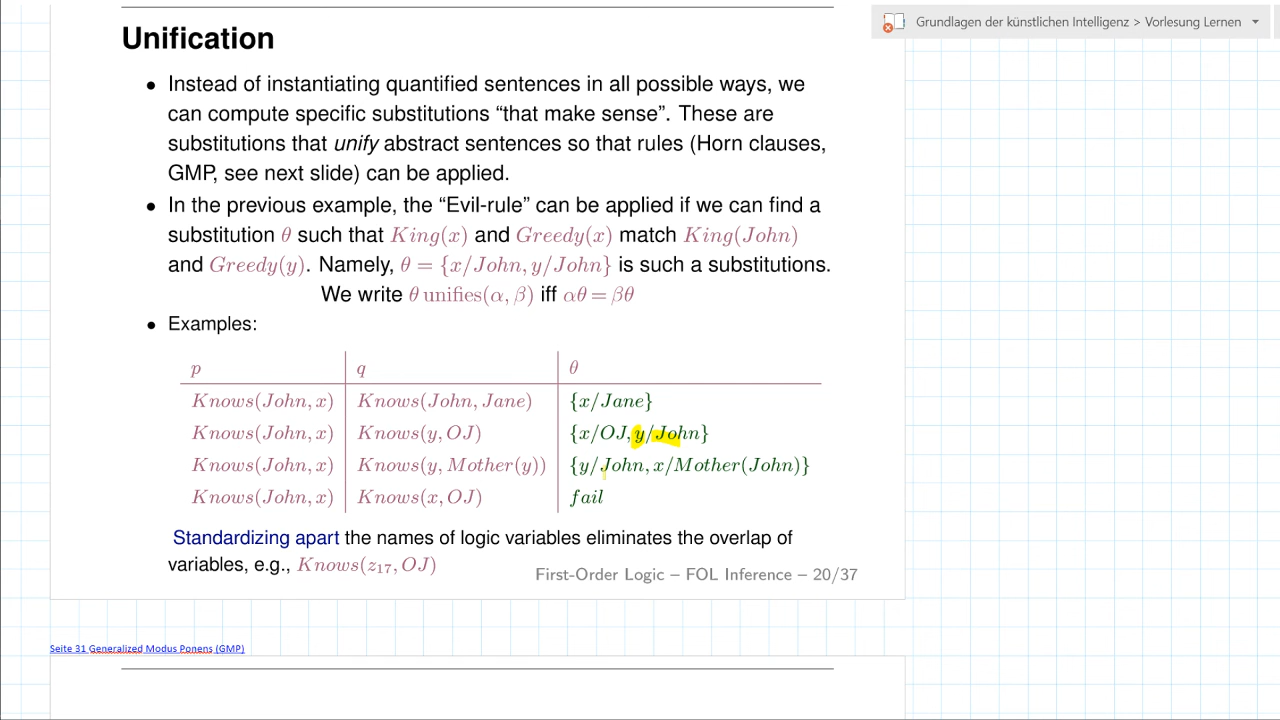 Grundlagen der künstlichen Intelligenz > Vorlesung Lernen
Unification
• Instead of instantiating quantified sentences in all possible ways, we
can compute specific substitutions “that make sense”. These are
substitutions that unify abstract sentences so that rules (Horn clauses,
GMP, see next slide) can be applied.
• In the previous example, the “Evil-rule” can be applied if we can find a
substitution θ such that King(x) and Greedy(x) match King(John)
and Greedy(y). Namely, θ = {x/John, y/John} is such a substitutions.
We write θ unifies(α, β) iff αθ = βθ
• Examples:
p q θ
Knows(John, x) Knows(John, Jane) {x/Jane}
Knows(John, x) Knows(y, OJ) {x/OJ, y/John}
Knows(John, x) Knows(y, Mother(y)) {y/John, x/Mother(John)}
Knows(John, x) Knows(x, OJ) fail
Standardizing apart the names of logic variables eliminates the overlap of
variables, e.g., Knows(z₁₇, OJ)
First-Order Logic – FOL Inference – 20/37
Seite 31 Generalized Modus Ponens (GMP)